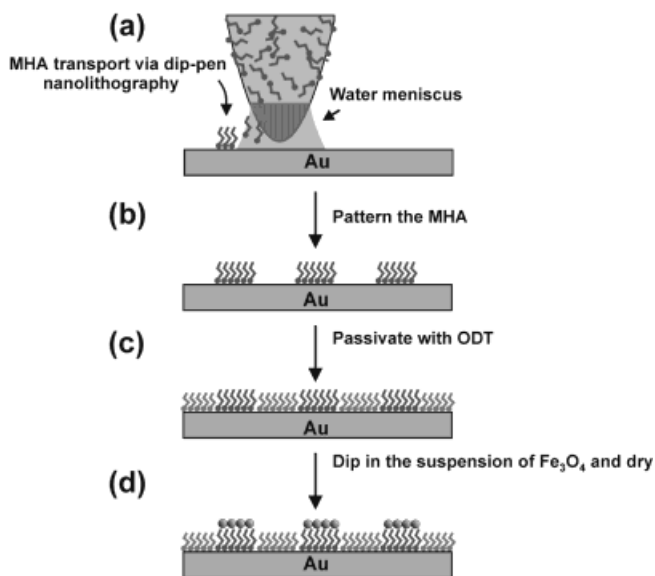 (a)
MHA transport via dip-pen
nanolithography
Water meniscus
Au
(b)
Pattern the MHA
Au
(c)
Passivate with ODT
Au
Dip in the suspension of Fe₃O₄ and dry
(d)
Au